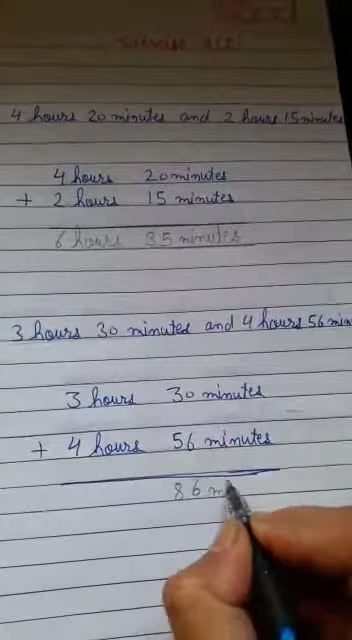 4 hours 20 minutes and 2 hours 15 minutes
4 hours 20 minutes
+ 2 hours 15 minutes
6 hours 35 minutes
3 hours 30 minutes and 4 hours 56 min
3 hours 30 minutes
+ 4 hours 56 minutes
86 m